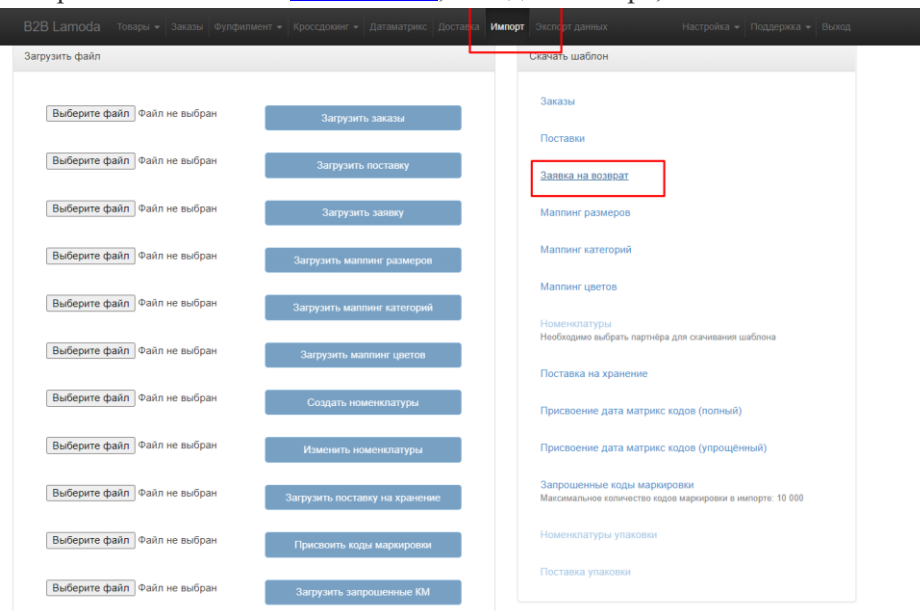 B2B Lamoda Товары Заказы Фулфилмент Кроссдокинг Датаматрикс Доставка Импорт Экспорт данных Настройка Поддержка Выход
Загрузить файл
Выберите файл Файл не выбран Загрузить заказы
Выберите файл Файл не выбран Загрузить поставку
Выберите файл Файл не выбран Загрузить заявку
Выберите файл Файл не выбран Загрузить маппинг размеров
Выберите файл Файл не выбран Загрузить маппинг категорий
Выберите файл Файл не выбран Загрузить маппинг цветов
Выберите файл Файл не выбран Создать номенклатуры
Выберите файл Файл не выбран Изменить номенклатуры
Выберите файл Файл не выбран Загрузить поставку на хранение
Выберите файл Файл не выбран Присвоить коды маркировки
Выберите файл Файл не выбран Загрузить запрошенные КМ
Скачать шаблон
Заказы
Поставки
Заявка на возврат
Маппинг размеров
Маппинг категорий
Маппинг цветов
Номенклатуры
Необходимо выбрать партнёра для скачивания шаблона
Поставка на хранение
Присвоение дата матрикс кодов (полный)
Присвоение дата матрикс кодов (упрощённый)
Запрошенные коды маркировки
Максимальное количество кодов маркировки в импорте: 10 000
Номенклатуры упаковки
Поставка упаковки